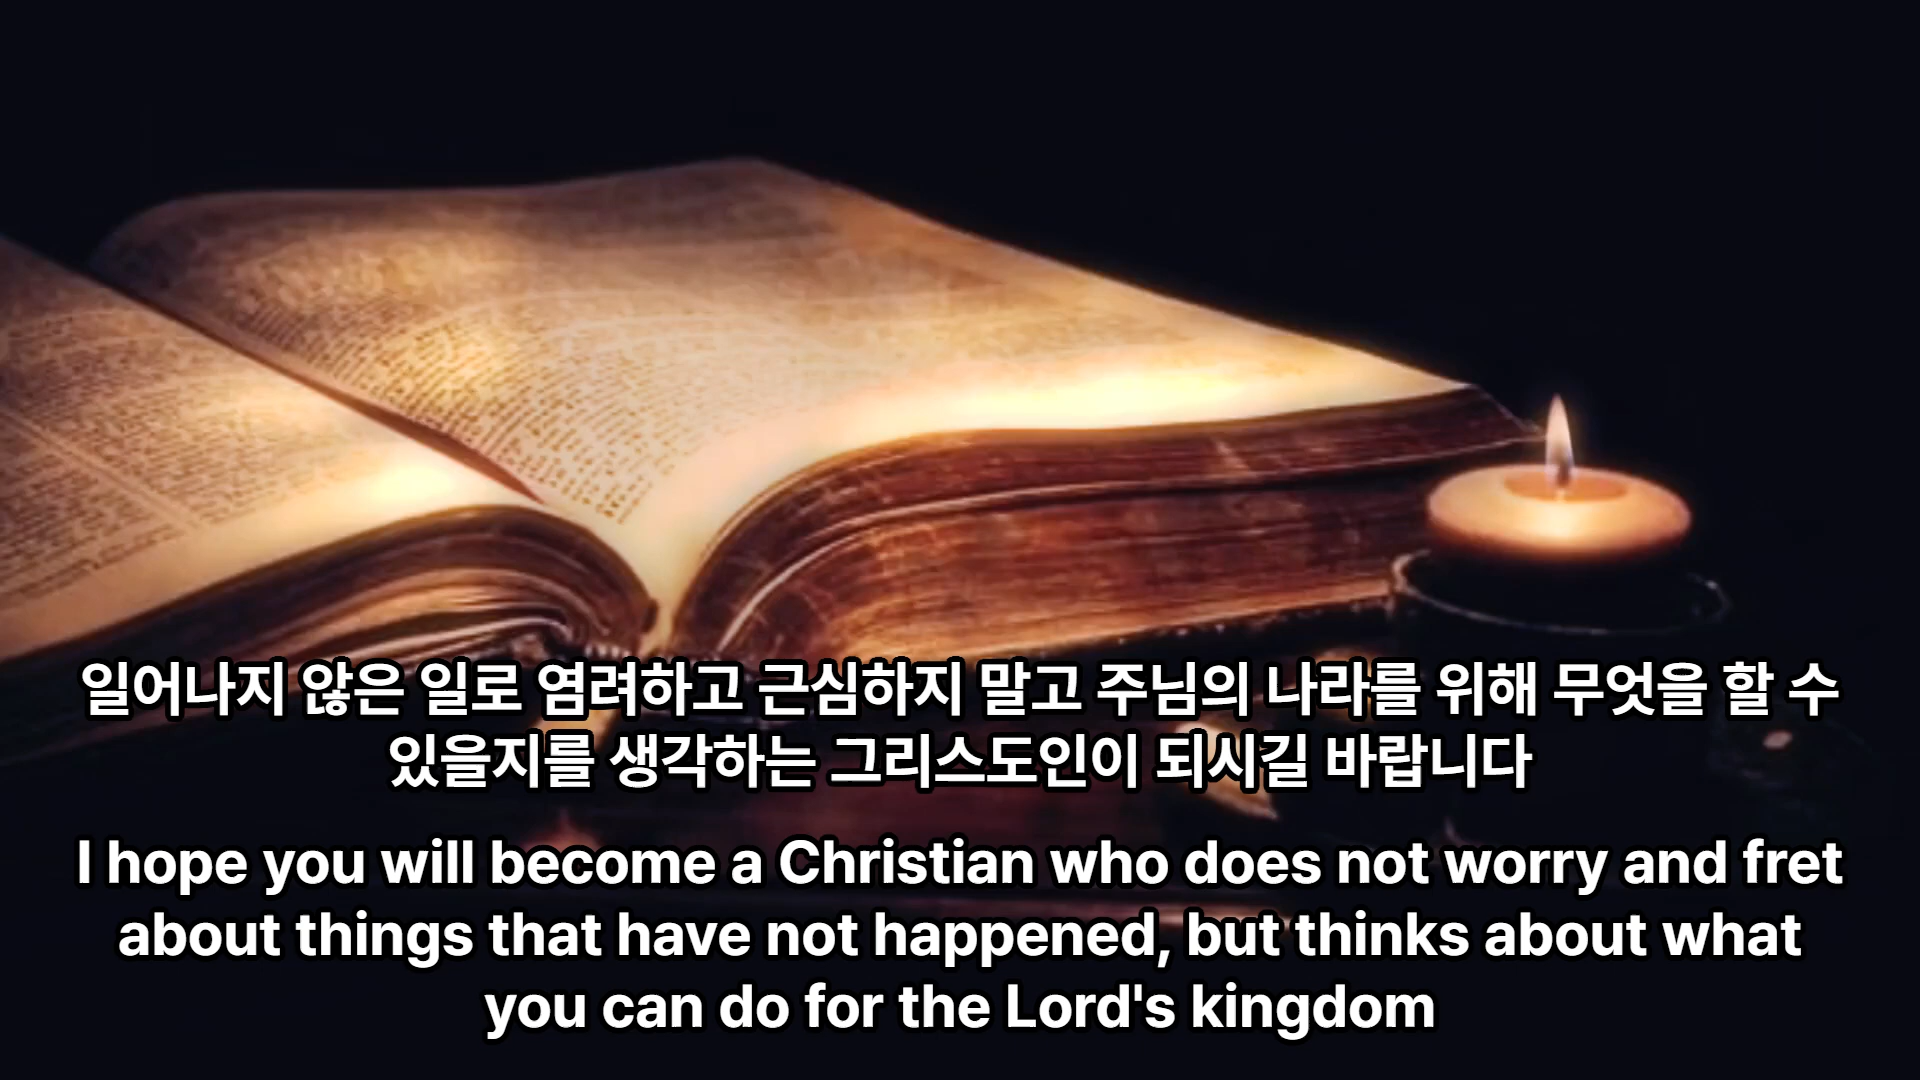 일어나지 않은 일로 염려하고 근심하지 말고 주님의 나라를 위해 무엇을 할 수
있을지를 생각하는 그리스도인이 되시길 바랍니다
I hope you will become a Christian who does not worry and fret
about things that have not happened, but thinks about what
you can do for the Lord's kingdom